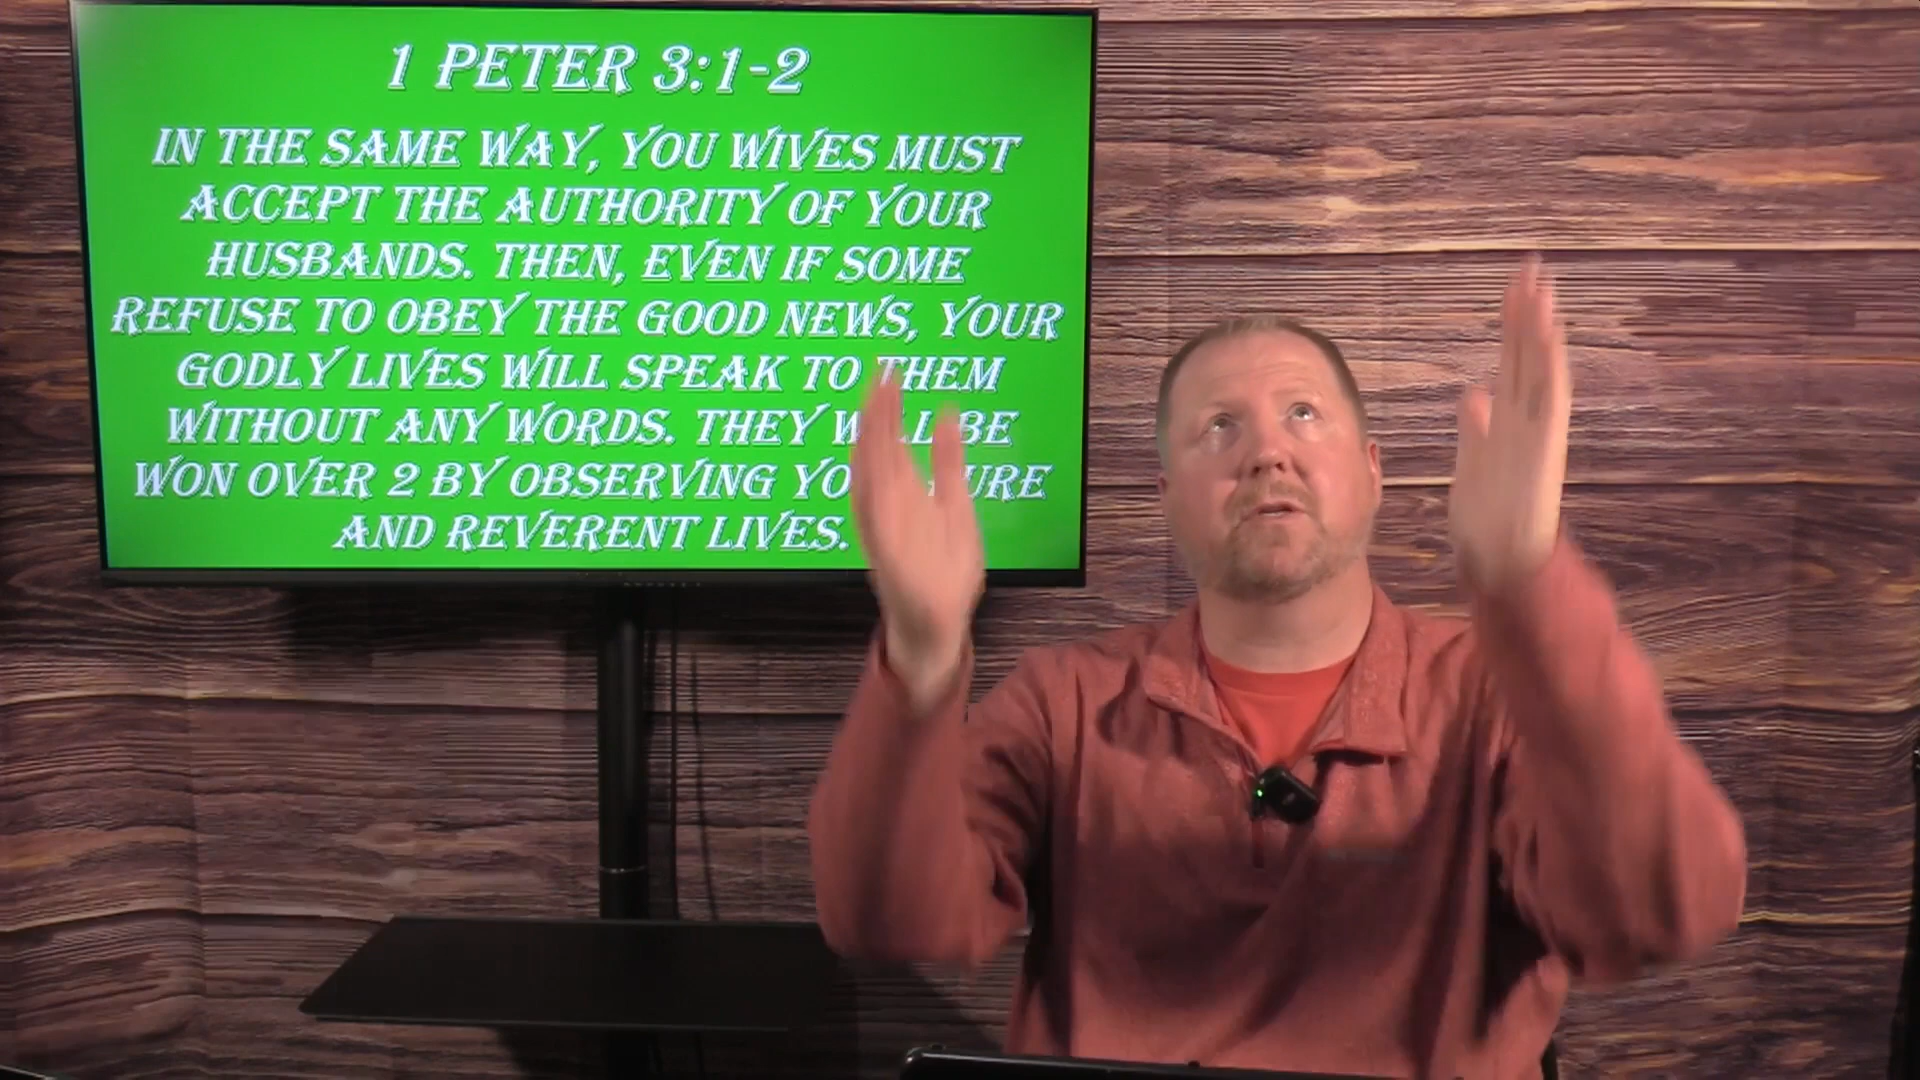 1 PETER 3:1-2
IN THE SAME WAY, YOU WIVES MUST
ACCEPT THE AUTHORITY OF YOUR
HUSBANDS. THEN, EVEN IF SOME
REFUSE TO OBEY THE GOOD NEWS, YOUR
GODLY LIVES WILL SPEAK TO THEM
WITHOUT ANY WORDS. THEY WILL BE
WON OVER 2 BY OBSERVING
AND REVERENT LIVES.